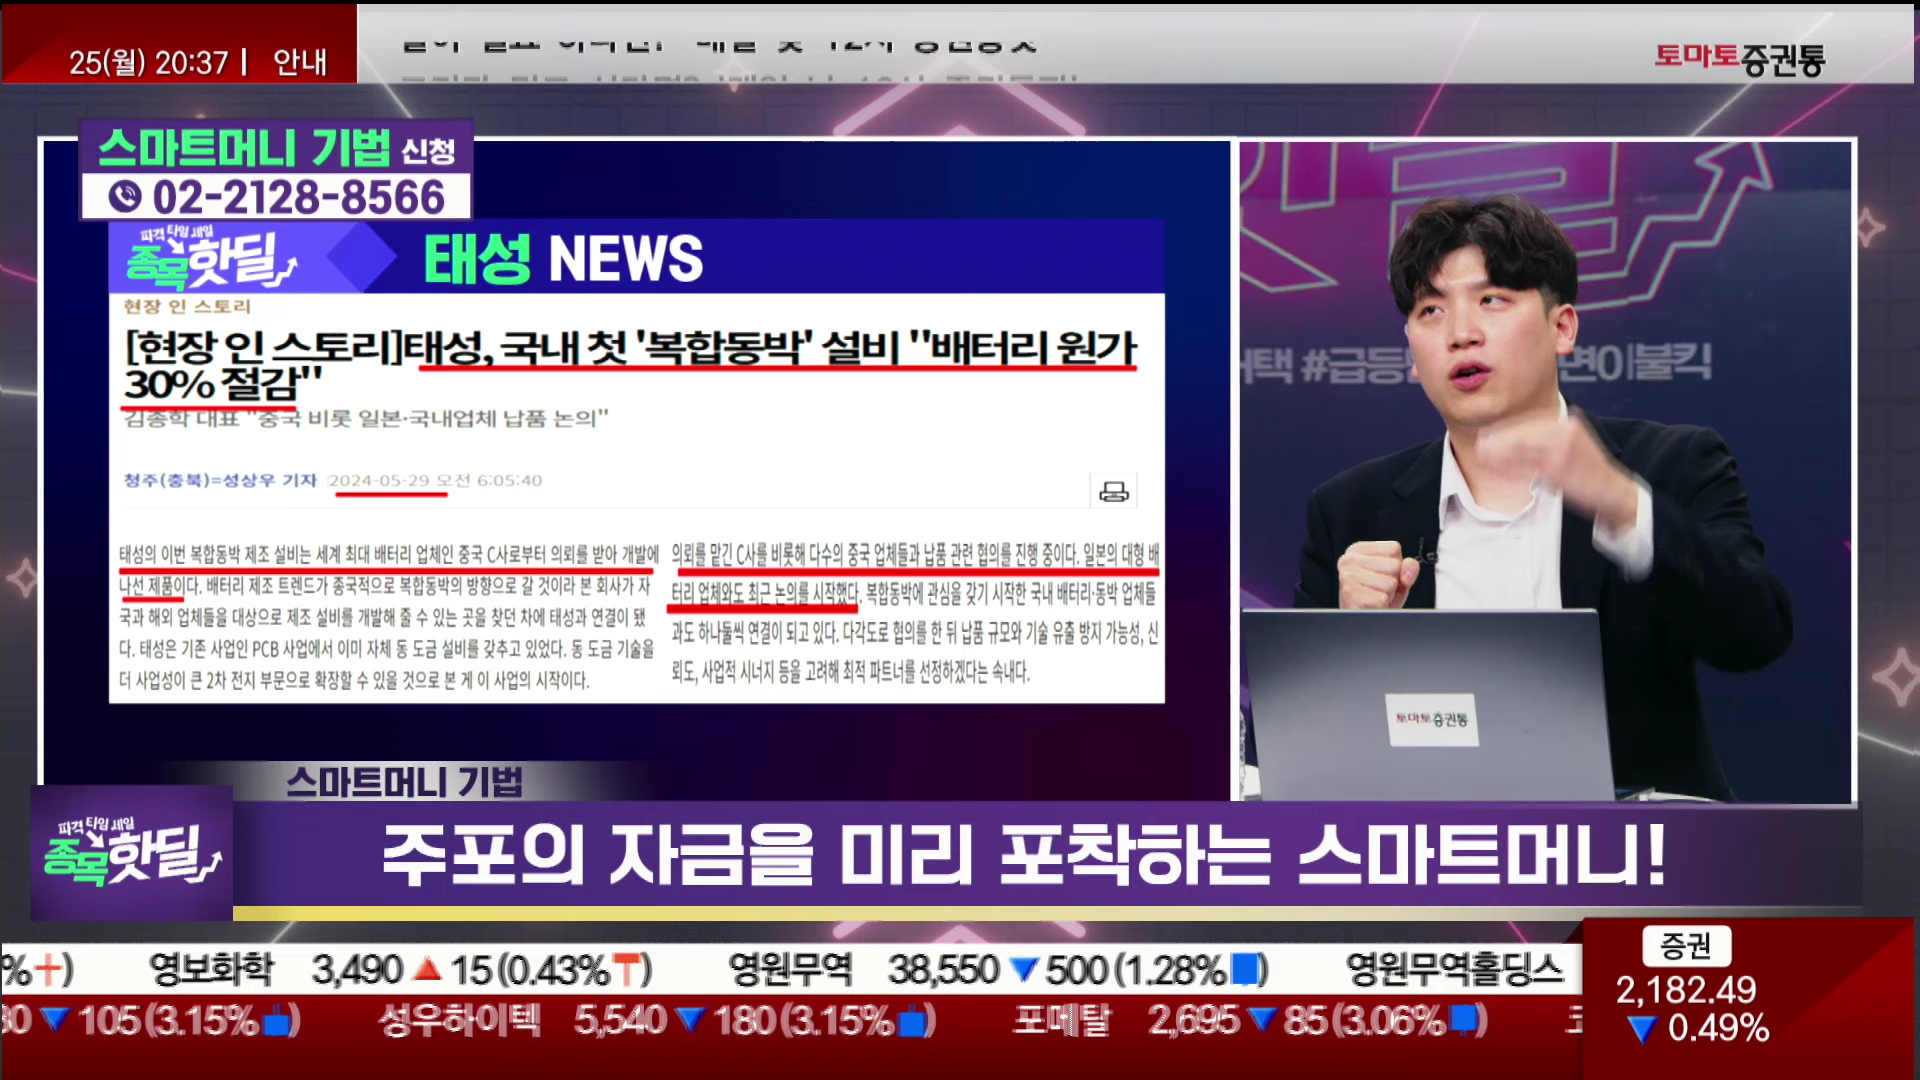 25(월) 20:37 | 안내
토마토증권통
스마트머니 기법 신청
02-2128-8566
파격 타임 세일
종목핫딜
태성 NEWS
현장 인 스토리
[현장 인 스토리]태성, 국내 첫 '복합동박' 설비 "배터리 원가
30% 절감"
김종학 대표 "중국 비롯 일본·국내업체 납품 논의"
청주(충북)=성상우 기자 2024-05-29 오전 6:05:40
태성의 이번 복합동박 제조 설비는 세계 최대 배터리 업체인 중국 C사로부터 의뢰를 받아 개발에
나선 제품이다. 배터리 제조 트렌드가 종국적으로 복합동박의 방향으로 갈 것이라 본 회사가 자
국과 해외 업체들을 대상으로 제조 설비를 개발해 줄 수 있는 곳을 찾던 차에 태성과 연결이 됐
다. 태성은 기존 사업인 PCB 사업에서 이미 자체 동 도금 설비를 갖추고 있었다. 동 도금 기술을
더 사업성이 큰 2차 전지 부문으로 확장할 수 있을 것으로 본 게 이 사업의 시작이다.
의뢰를 맡긴 C사를 비롯해 다수의 중국 업체들과 납품 관련 협의를 진행 중이다. 일본의 대형 배
터리 업체와도 최근 논의를 시작했다. 복합동박에 관심을 갖기 시작한 국내 배터리·동박 업체들
과도 하나둘씩 연결이 되고 있다. 다각도로 협의를 한 뒤 납품 규모와 기술 유출 방지 가능성, 신
뢰도, 사업적 시너지 등을 고려해 최적 파트너를 선정하겠다는 속내다.
#급등 면이불킥
토마토증권통
스마트머니 기법
파격 타임 세일
종목핫딜
주포의 자금을 미리 포착하는 스마트머니!
%) 영보화학 3,490 ▲ 15(0.43%) 영원무역 38,550 ▼ 500(1.28%) 영원무역홀딩스
▼ 105(3.15%) 성우하이텍 5,540 ▼ 180(3.15%) 포메탈 2,695 ▼ 85(3.06%)
증권
2,182.49
▼ 0.49%